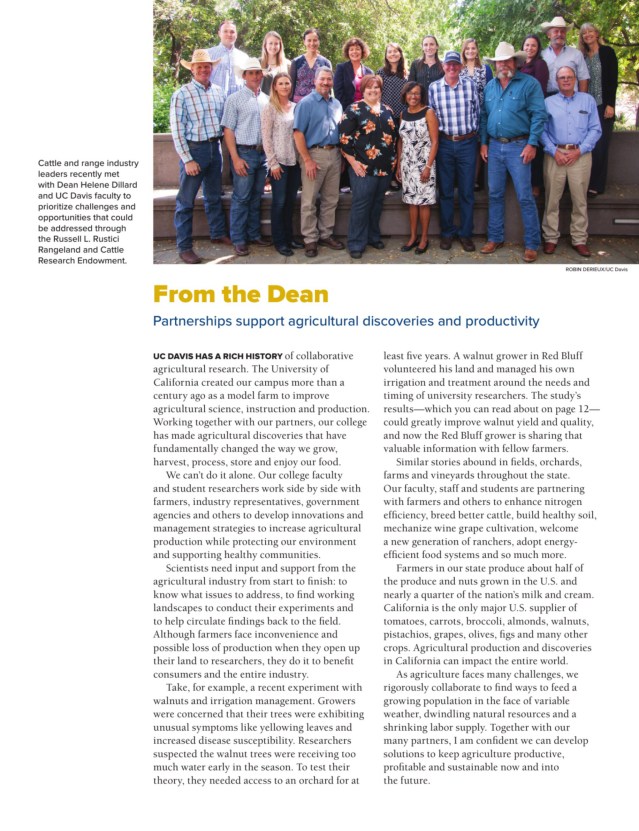 Cattle and range industry
leaders recently met
with Dean Helene Dillard
and UC Davis faculty to
prioritize challenges and
opportunities that could
be addressed through
the Russell L. Rustici
Rangeland and Cattle
Research Endowment.
ROBIN DERIEUX/UC Davis
From the Dean
Partnerships support agricultural discoveries and productivity
UC DAVIS HAS A RICH HISTORY of collaborative
agricultural research. The University of
California created our campus more than a
century ago as a model farm to improve
agricultural science, instruction and production.
Working together with our partners, our college
has made agricultural discoveries that have
fundamentally changed the way we grow,
harvest, process, store and enjoy our food.
We can't do it alone. Our college faculty
and student researchers work side by side with
farmers, industry representatives, government
agencies and others to develop innovations and
management strategies to increase agricultural
production while protecting our environment
and supporting healthy communities.
Scientists need input and support from the
agricultural industry from start to finish: to
know what issues to address, to find working
landscapes to conduct their experiments and
to help circulate findings back to the field.
Although farmers face inconvenience and
possible loss of production when they open up
their land to researchers, they do it to benefit
consumers and the entire industry.
Take, for example, a recent experiment with
walnuts and irrigation management. Growers
were concerned that their trees were exhibiting
unusual symptoms like yellowing leaves and
increased disease susceptibility. Researchers
suspected the walnut trees were receiving too
much water early in the season. To test their
theory, they needed access to an orchard for at
least five years. A walnut grower in Red Bluff
volunteered his land and managed his own
irrigation and treatment around the needs and
timing of university researchers. The study's
results—which you can read about on page 12—
could greatly improve walnut yield and quality,
and now the Red Bluff grower is sharing that
valuable information with fellow farmers.
Similar stories abound in fields, orchards,
farms and vineyards throughout the state.
Our faculty, staff and students are partnering
with farmers and others to enhance nitrogen
efficiency, breed better cattle, build healthy soil,
mechanize wine grape cultivation, welcome
a new generation of ranchers, adopt energy-
efficient food systems and so much more.
Farmers in our state produce about half of
the produce and nuts grown in the U.S. and
nearly a quarter of the nation's milk and cream.
California is the only major U.S. supplier of
tomatoes, carrots, broccoli, almonds, walnuts,
pistachios, grapes, olives, figs and many other
crops. Agricultural production and discoveries
in California can impact the entire world.
As agriculture faces many challenges, we
rigorously collaborate to find ways to feed a
growing population in the face of variable
weather, dwindling natural resources and a
shrinking labor supply. Together with our
many partners, I am confident we can develop
solutions to keep agriculture productive,
profitable and sustainable now and into
the future.